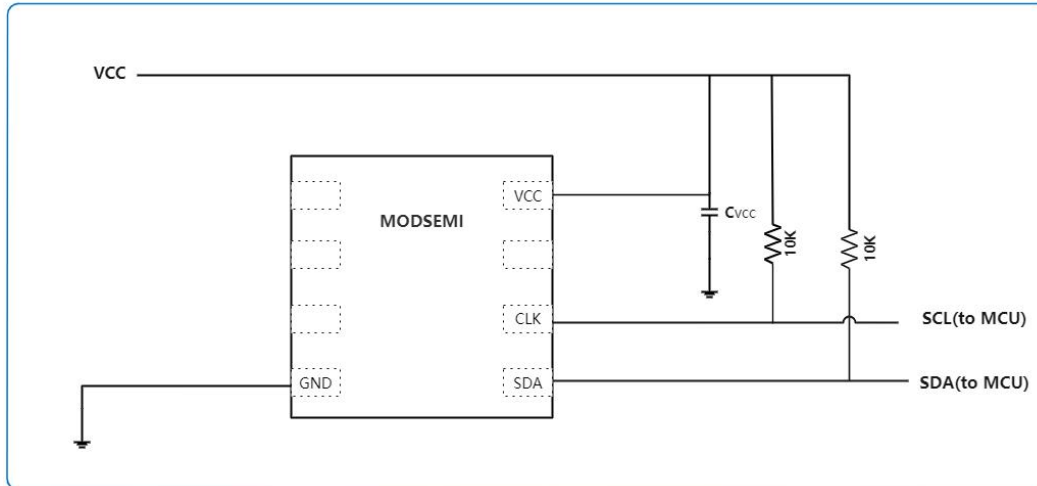 VCC
VCC
MODSEMI
CVCC
10K
10K
CLK
SCL(to MCU)
GND
SDA
SDA(to MCU)